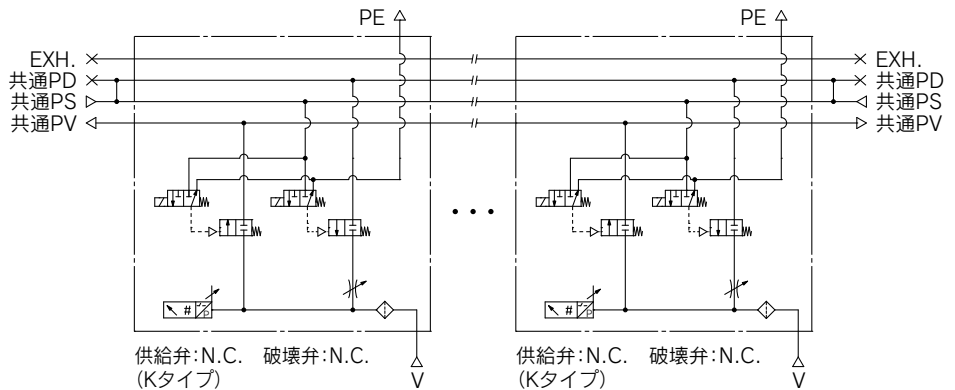 PE
PE
EXH.
共通PD
共通PS
共通PV
EXH.
共通PD
共通PS
共通PV
#
P
#
P
供給弁：N.C.
（Kタイプ）
破壊弁：N.C.
V
供給弁：N.C.
（Kタイプ）
破壊弁：N.C.
V